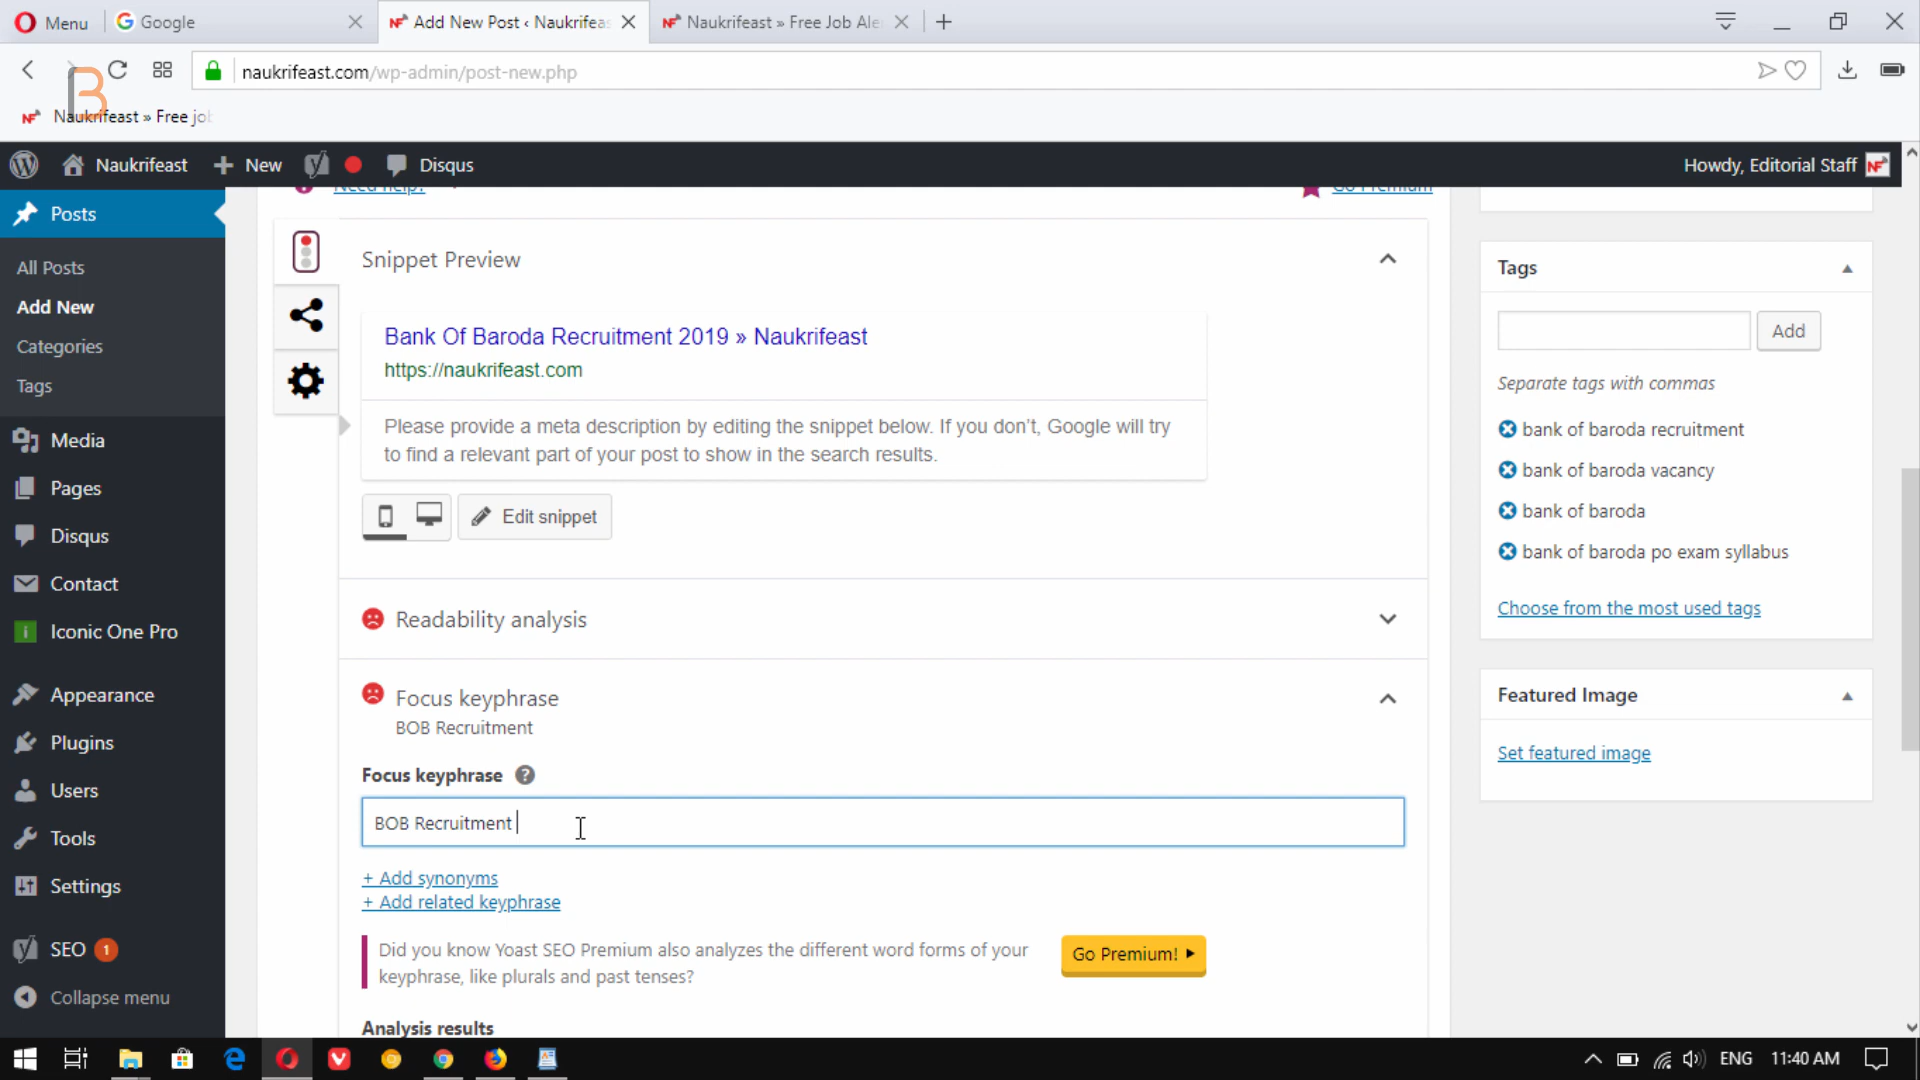 Menu
Google
Add New Post ‹ Naukrifeas
Naukrifeast » Free Job Ale
naukrifeast.com/wp-admin/post-new.php
B
Naukrifeast » Free job
Naukrifeast
New
Disqus
Howdy, Editorial Staff
Need help?
Go Premium
Posts
All Posts
Add New
Categories
Tags
Media
Pages
Disqus
Contact
Iconic One Pro
Appearance
Plugins
Users
Tools
Settings
SEO 1
Collapse menu
Snippet Preview
Bank Of Baroda Recruitment 2019 » Naukrifeast
https://naukrifeast.com
Please provide a meta description by editing the snippet below. If you don’t, Google will try
to find a relevant part of your post to show in the search results.
Edit snippet
Readability analysis
Focus keyphrase
BOB Recruitment
Focus keyphrase
BOB Recruitment
+ Add synonyms
+ Add related keyphrase
Did you know Yoast SEO Premium also analyzes the different word forms of your
keyphrase, like plurals and past tenses?
Go Premium!
Analysis results
Tags
Add
Separate tags with commas
bank of baroda recruitment
bank of baroda vacancy
bank of baroda
bank of baroda po exam syllabus
Choose from the most used tags
Featured Image
Set featured image
ENG
11:40 AM